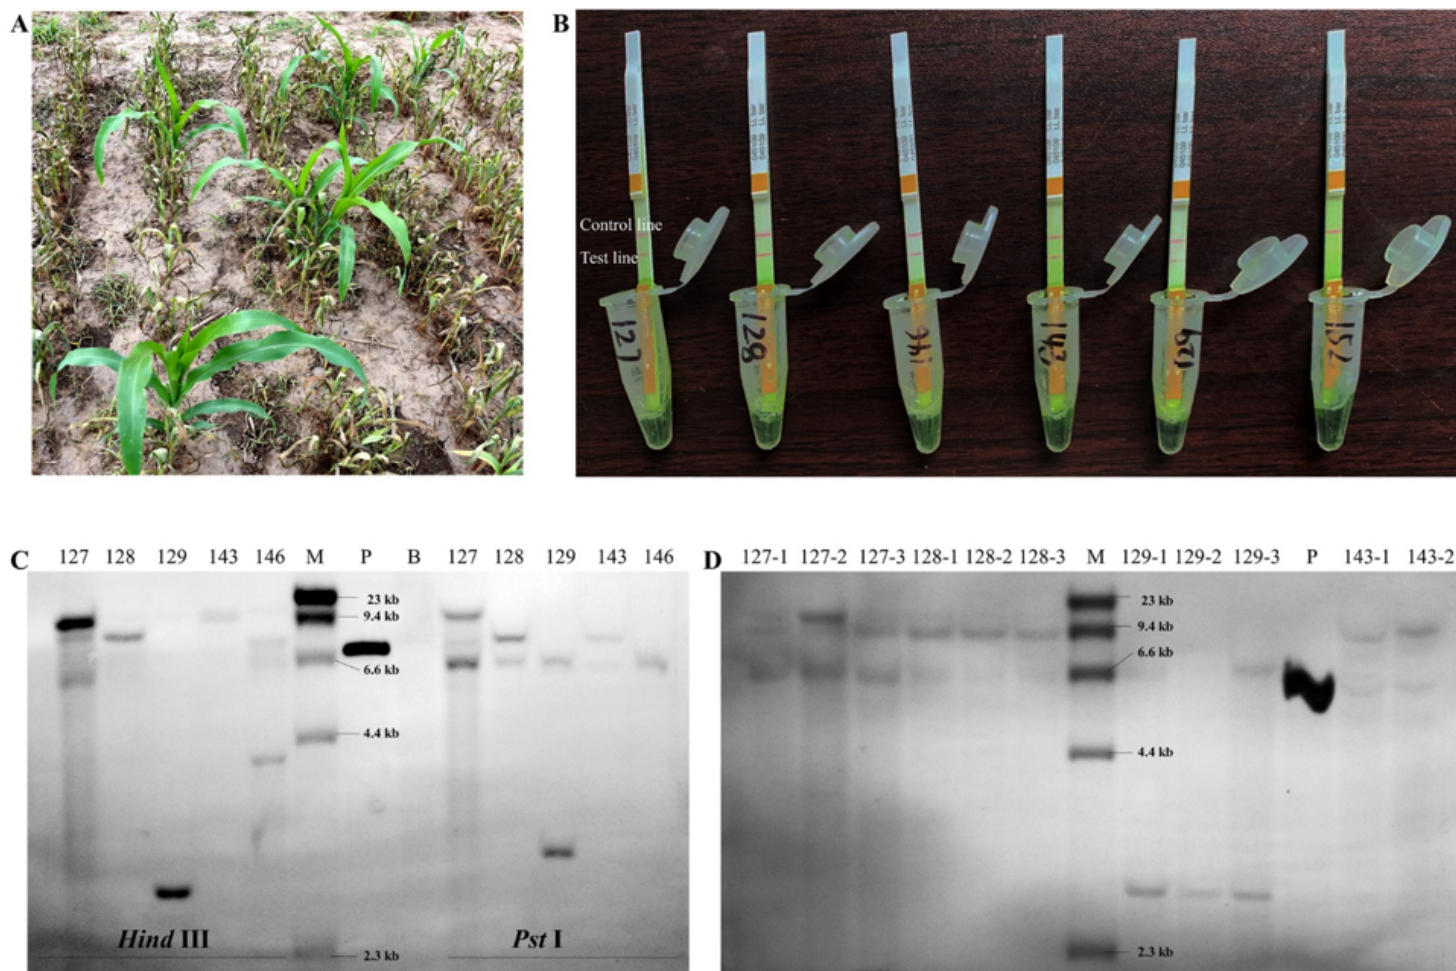 A
B
Control line
Test line
127
128
146
143
129
152
C
127 128 129 143 146 M P B 127 128 129 143 146
23 kb
9.4 kb
6.6 kb
4.4 kb
2.3 kb
Hind III
Pst I
D
127-1 127-2 127-3 128-1 128-2 128-3 M 129-1 129-2 129-3 P 143-1 143-2
23 kb
9.4 kb
6.6 kb
4.4 kb
2.3 kb